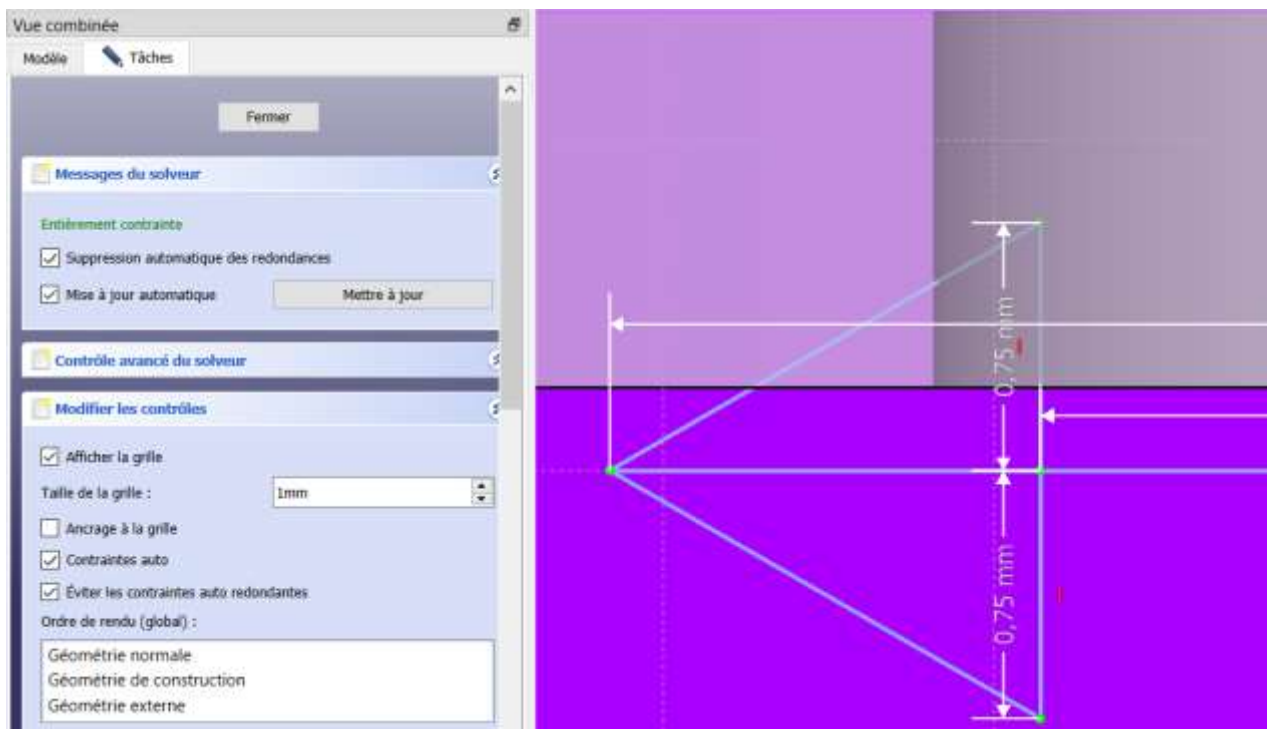 Vue combinée
Modèle
Tâches
Fermer
Messages du solveur
Entièrement contrainte
Suppression automatique des redondances
Mise à jour automatique
Mettre à jour
Contrôle avancé du solveur
Modifier les contrôles
Afficher la grille
Taille de la grille :
1mm
Ancrage à la grille
Contraintes auto
Éviter les contraintes auto redondantes
Ordre de rendu (global) :
Géométrie normale
Géométrie de construction
Géométrie externe
0,75 mm
0,75 mm